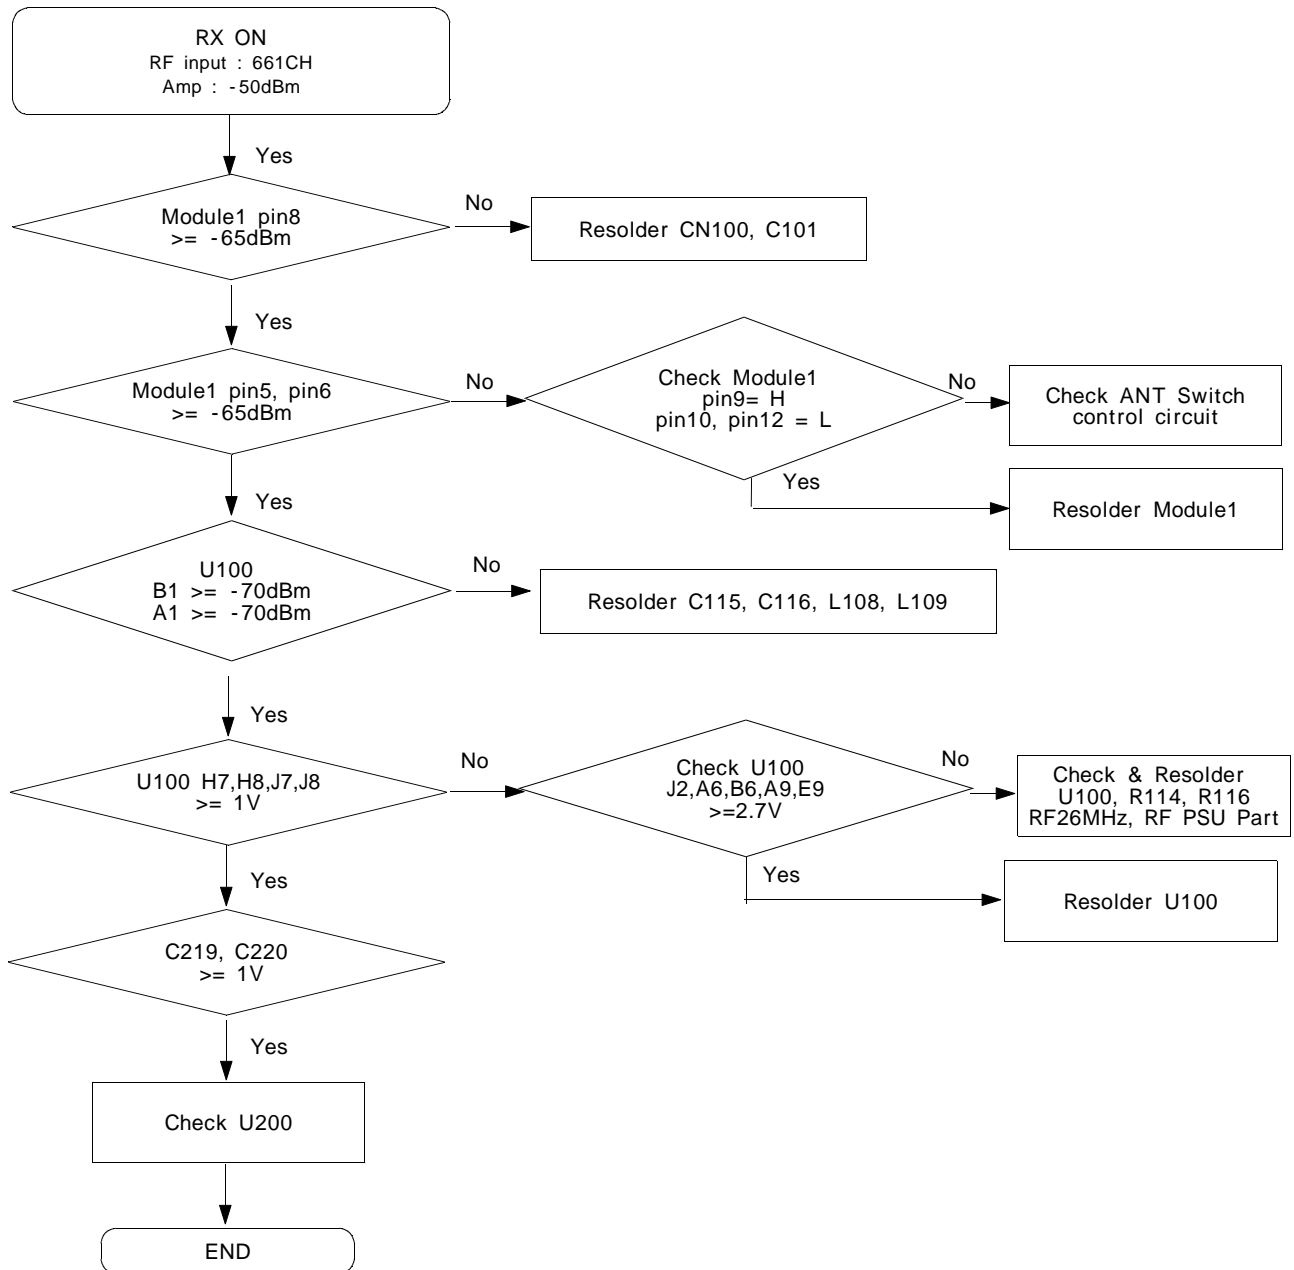 RX ON
RF input : 661CH
Amp : -50dBm
Yes
Module1 pin8
>= -65dBm
No
Resolder CN100, C101
Yes
Module1 pin5, pin6
>= -65dBm
No
Check Module1
pin9= H
pin10, pin12 = L
No
Check ANT Switch
control circuit
Yes
Resolder Module1
Yes
U100
B1 >= -70dBm
A1 >= -70dBm
No
Resolder C115, C116, L108, L109
Yes
U100 H7,H8,J7,J8
>= 1V
No
Check U100
J2,A6,B6,A9,E9
>=2.7V
No
Check & Resolder
U100, R114, R116
RF26MHz, RF PSU Part
Yes
Resolder U100
Yes
C219, C220
>= 1V
Yes
Check U200
END